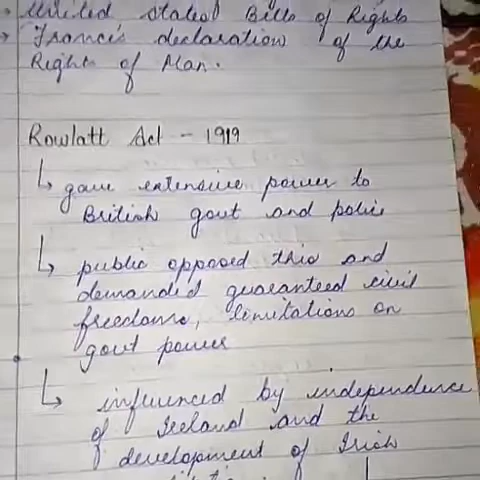 → United States Bills of Rights
→ France's declaration of the
Rights of Man.
Rowlatt Act - 1919
↳ gave extensive power to
British govt and police
↳ public opposed this and
demanded guaranteed civil
freedoms, limitations on
govt power
↳ influenced by independence
of Ireland and the
development of Irish